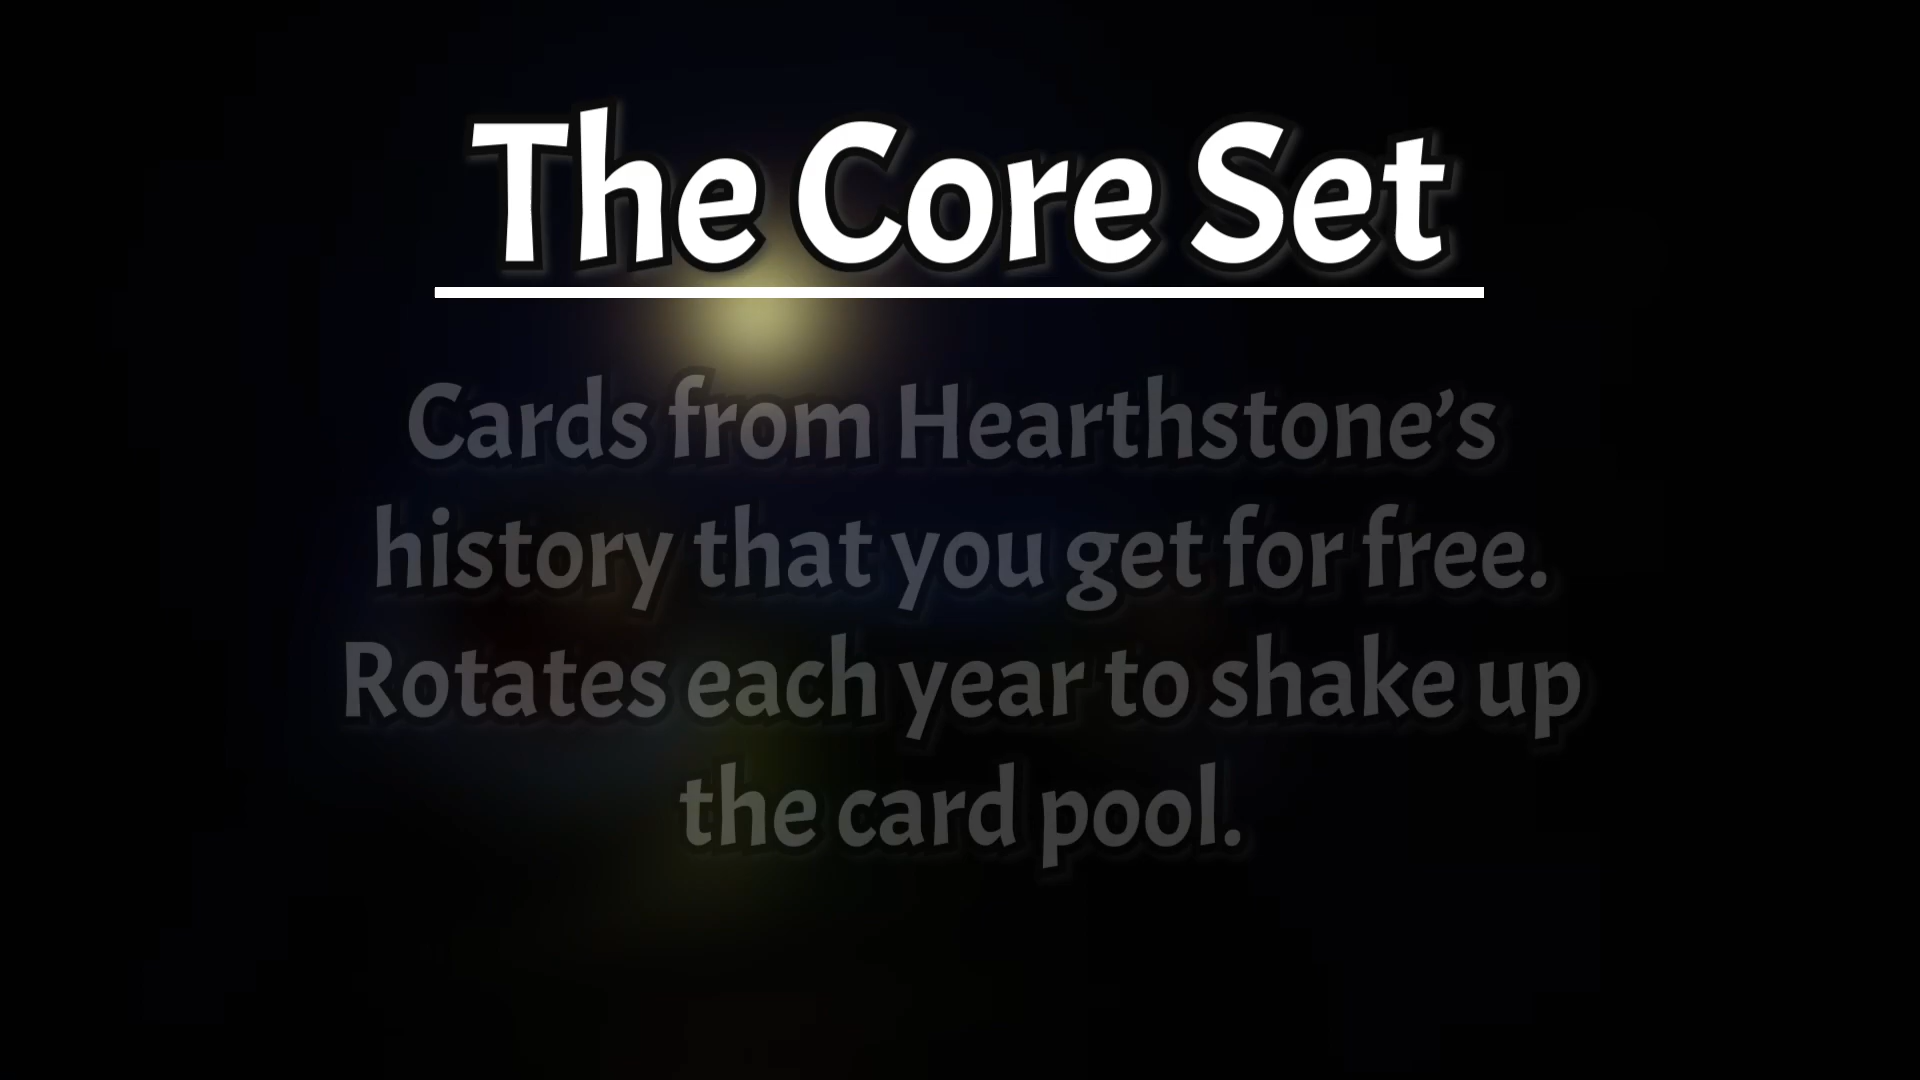 The Core Set
Cards from Hearthstone’s
history that you get for free.
Rotates each year to shake up
the card pool.